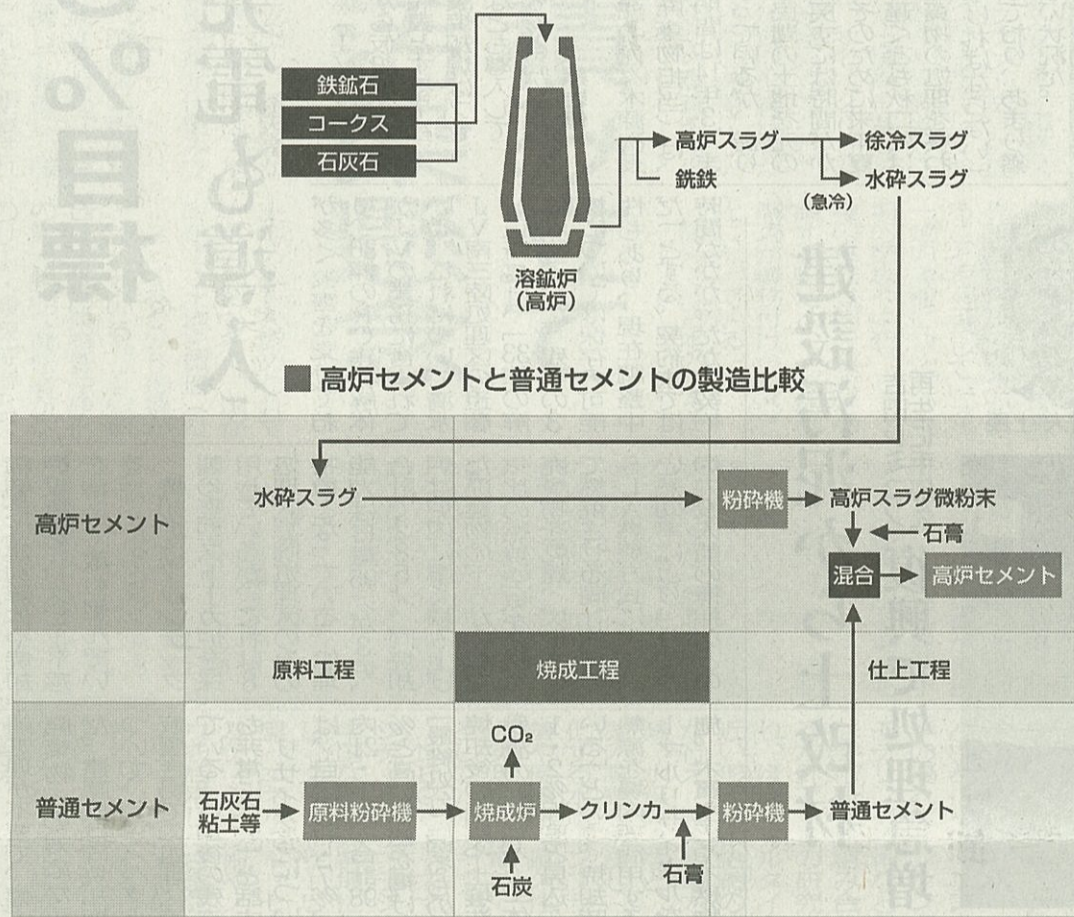 鉄鉱石
コークス
石灰石
溶鉱炉
（高炉）
高炉スラグ
銑鉄
徐冷スラグ
水砕スラグ
（急冷）
■ 高炉セメントと普通セメントの製造比較
高炉セメント
水砕スラグ
粉砕機
高炉スラグ微粉末
石膏
混合
高炉セメント
原料工程
焼成工程
仕上工程
普通セメント
石灰石
粘土等
原料粉砕機
CO₂
焼成炉
石炭
クリンカ
石膏
粉砕機
普通セメント